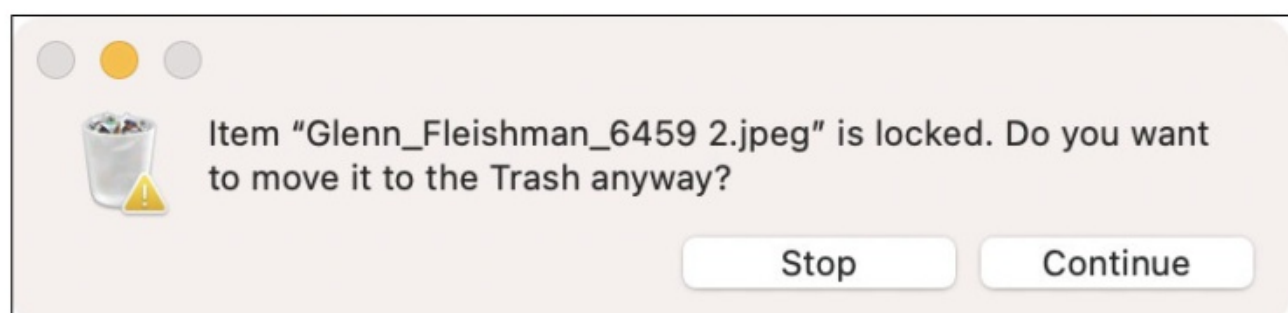 Item “Glenn_Fleishman_6459 2.jpeg” is locked. Do you want
to move it to the Trash anyway?
Stop
Continue